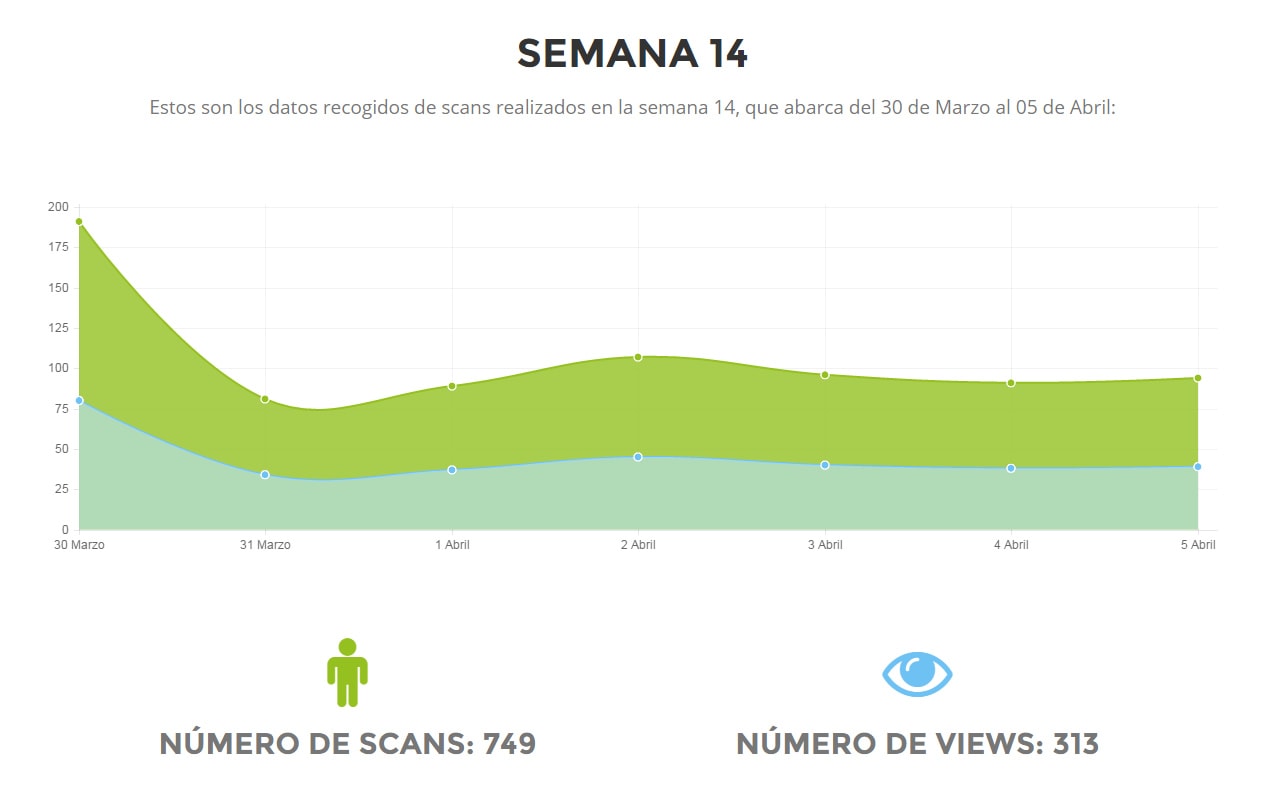 SEMANA 14
Estos son los datos recogidos de scans realizados en la semana 14, que abarca del 30 de Marzo al 05 de Abril:
200
175
150
125
100
75
50
25
0
30 Marzo 31 Marzo 1 Abril 2 Abril 3 Abril 4 Abril 5 Abril
NÚMERO DE SCANS: 749 NÚMERO DE VIEWS: 313